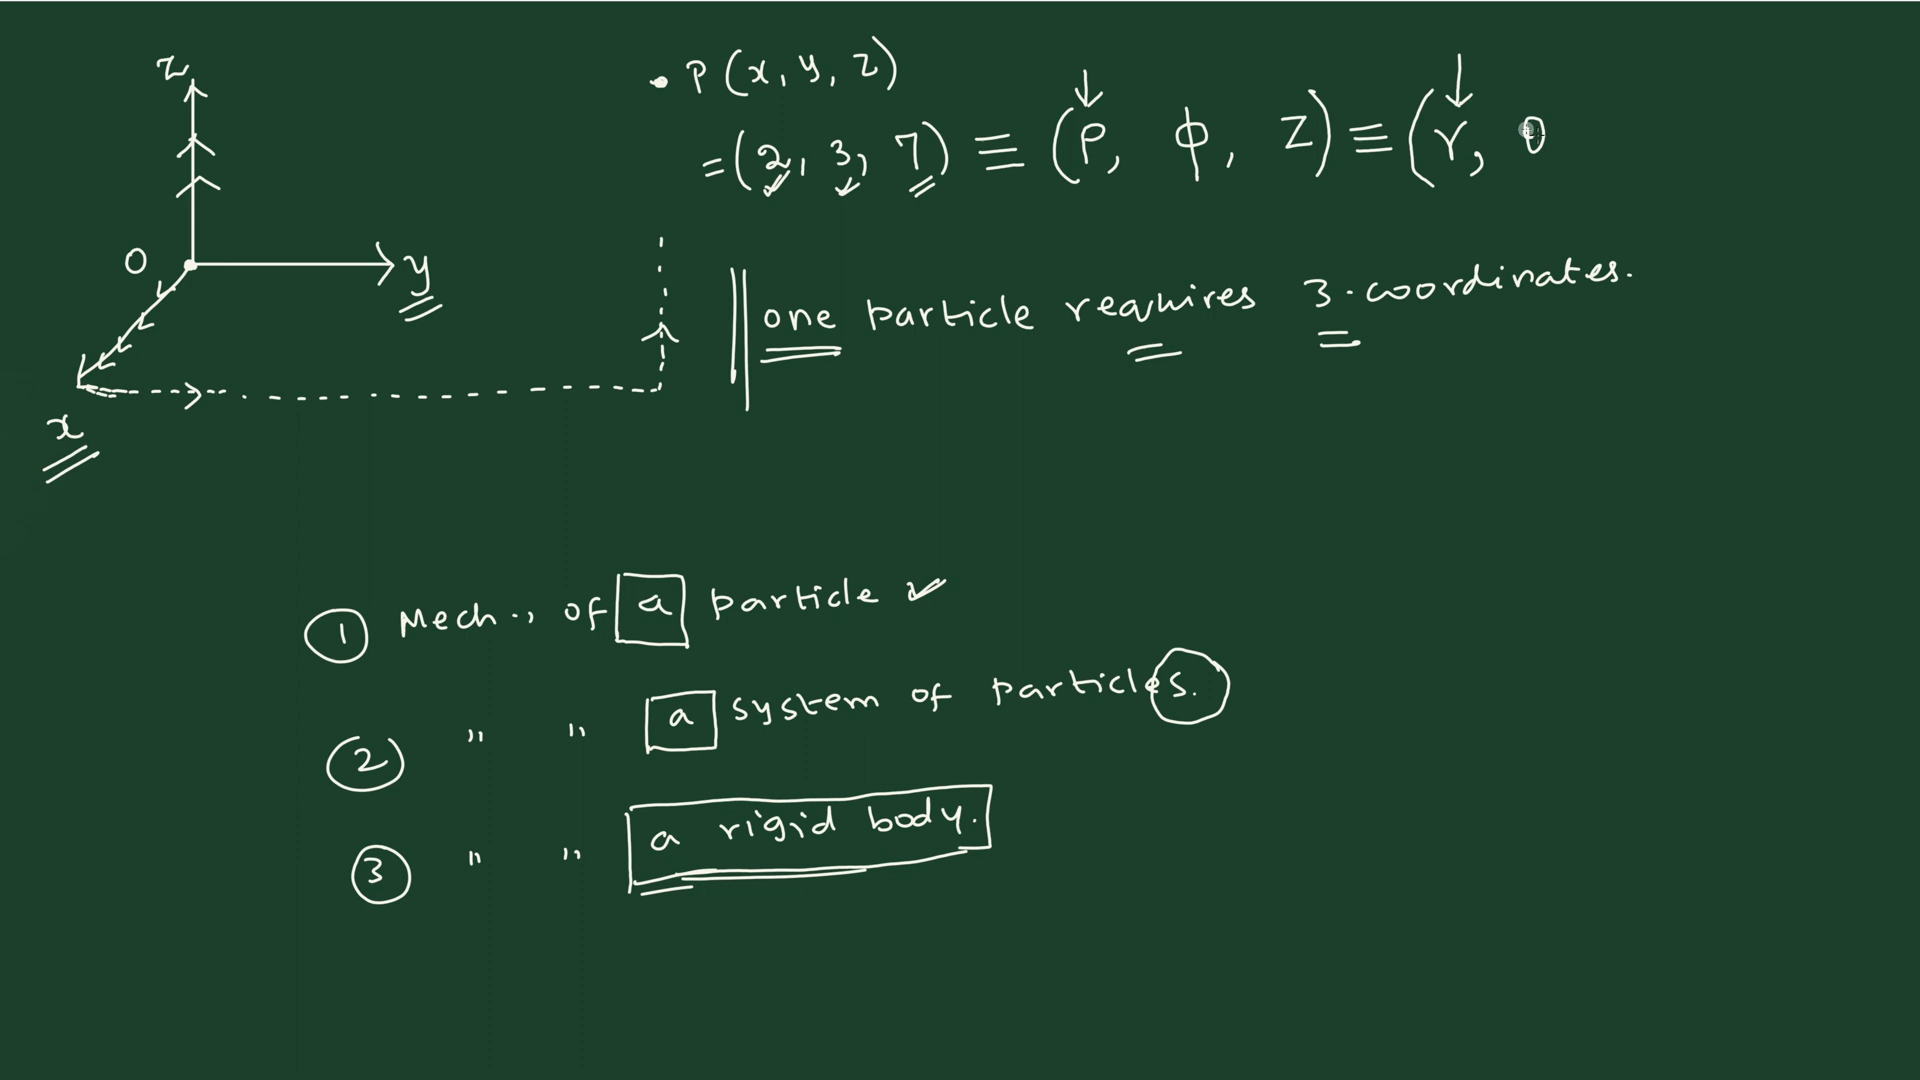 z
O
y
x
• P (x, y, z)
= (2, 3, 7) ≡ (ρ, φ, z) ≡ (r, θ
one particle requires 3-coordinates.
① Mech., of a particle ✓
② " " a system of particles.
③ " " a rigid body.